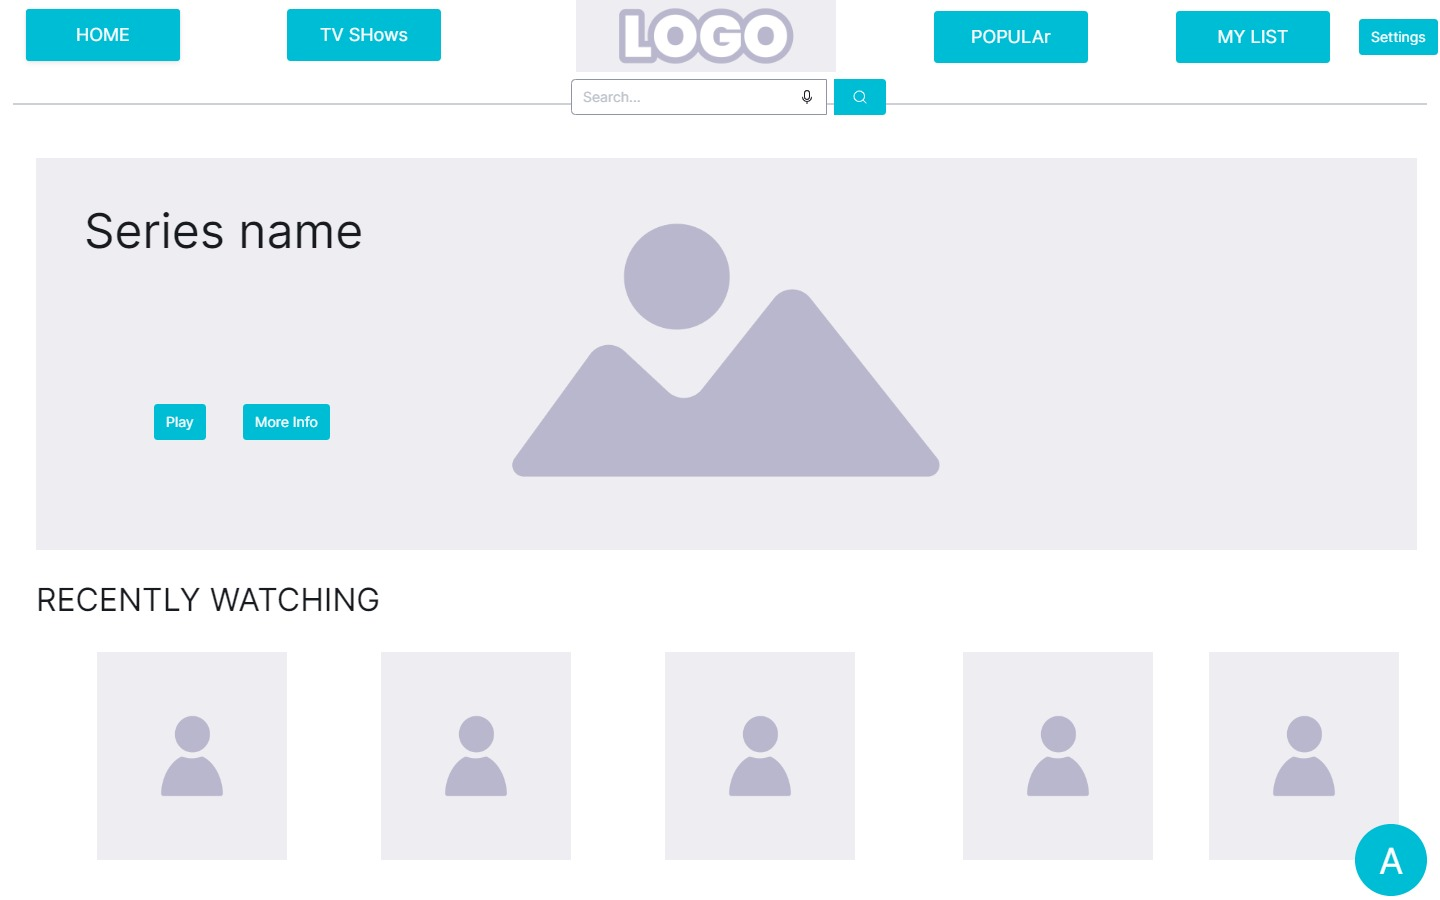 HOME
TV SHows
LOGO
POPULAr
MY LIST
Settings
Search...
Series name
Play
More Info
RECENTLY WATCHING
A